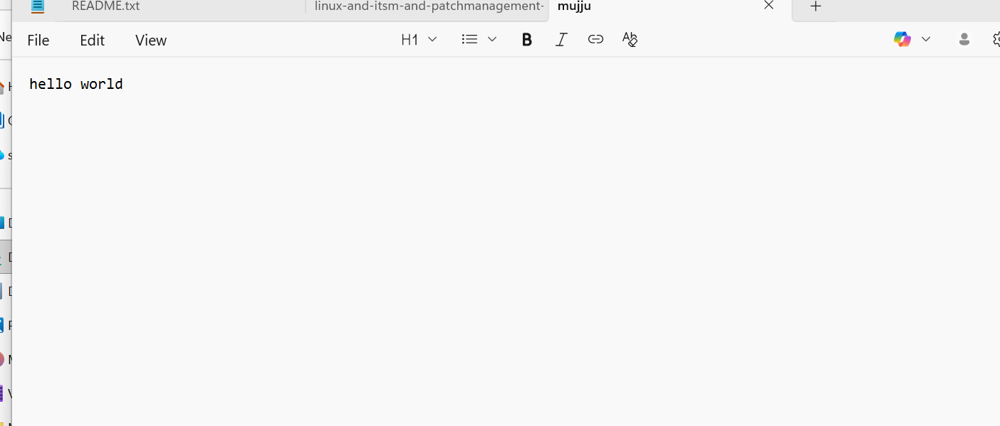 README.txt
linux-and-itsm-and-patchmanagement-
mujju
File Edit View
H1
B I
hello world